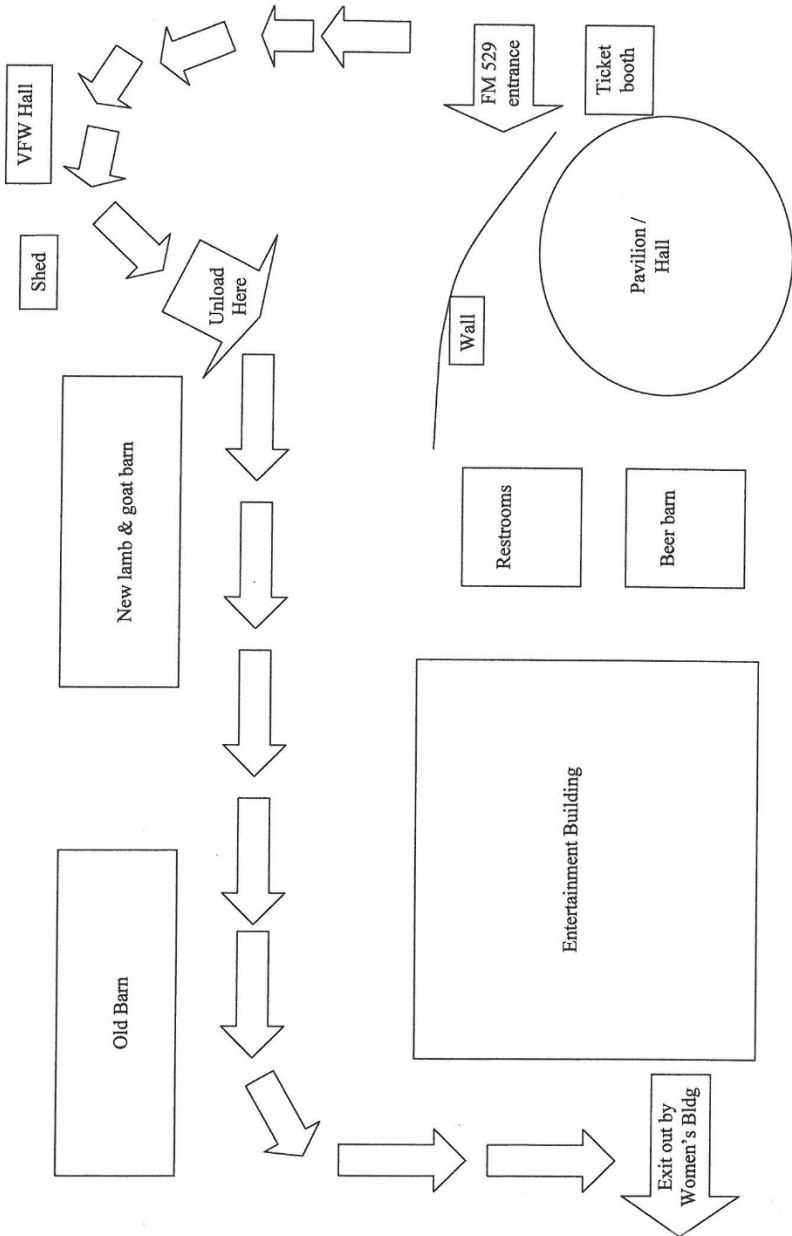 Old Barn
New lamb & goat barn
Shed
VFW Hall
Unload
Here
Wall
FM 529
entrance
Restrooms
Entertainment Building
Exit out by
Women's Bldg
Beer barn
Pavilion /
Hall
Ticket
booth